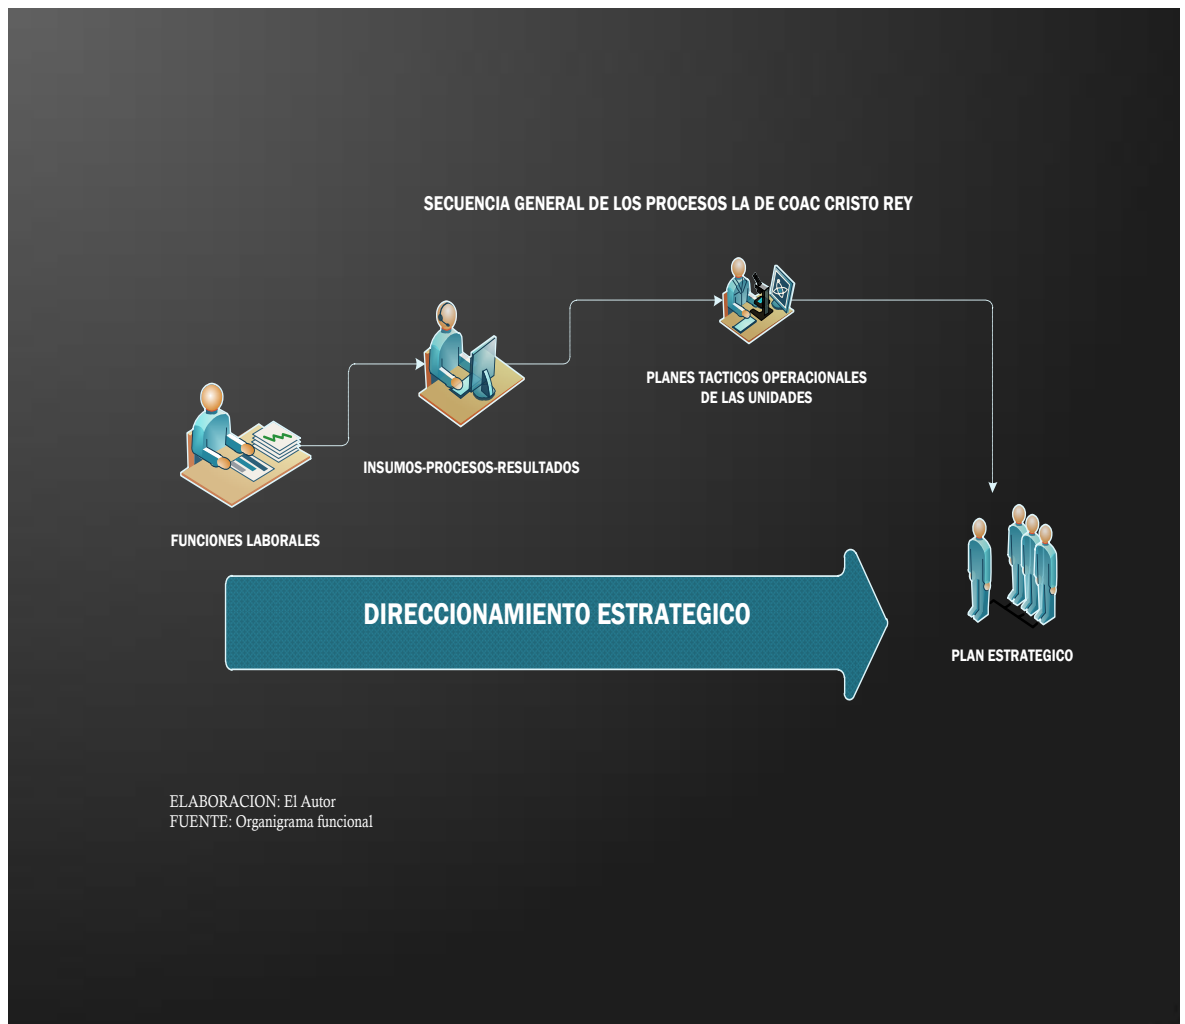 SECUENCIA GENERAL DE LOS PROCESOS LA DE COAC CRISTO REY
PLANES TACTICOS OPERACIONALES
DE LAS UNIDADES
INSUMOS-PROCESOS-RESULTADOS
FUNCIONES LABORALES
DIRECCIONAMIENTO ESTRATEGICO
PLAN ESTRATEGICO
ELABORACION: El Autor
FUENTE: Organigrama funcional